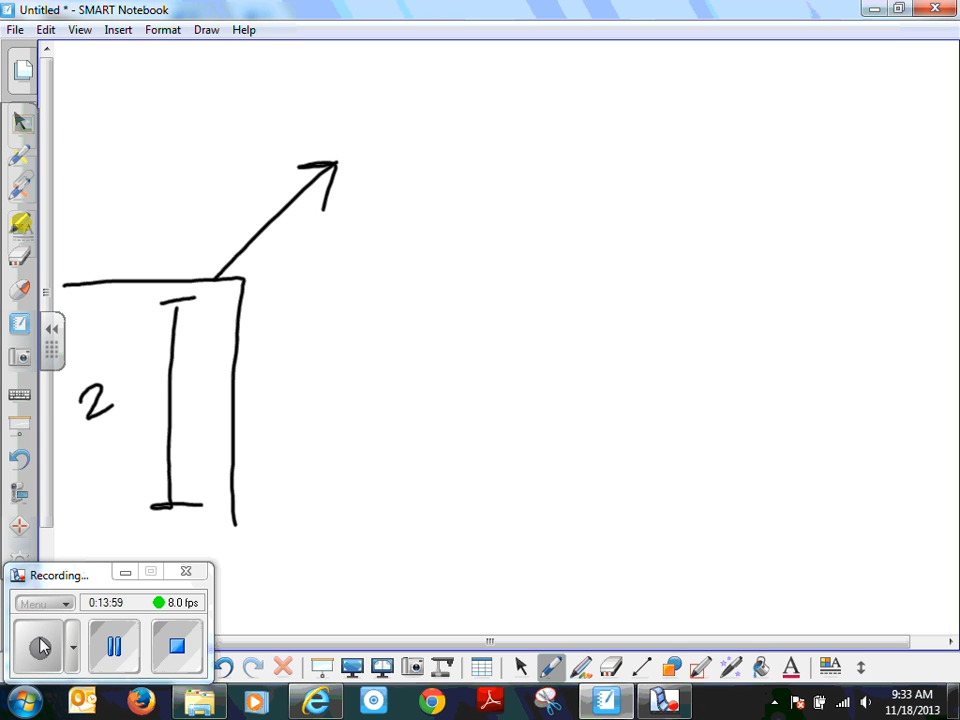 Untitled * - SMART Notebook
File Edit View Insert Format Draw Help
2
Recording...
Menu 0:13:59 8.0 fps
9:33 AM
11/18/2013